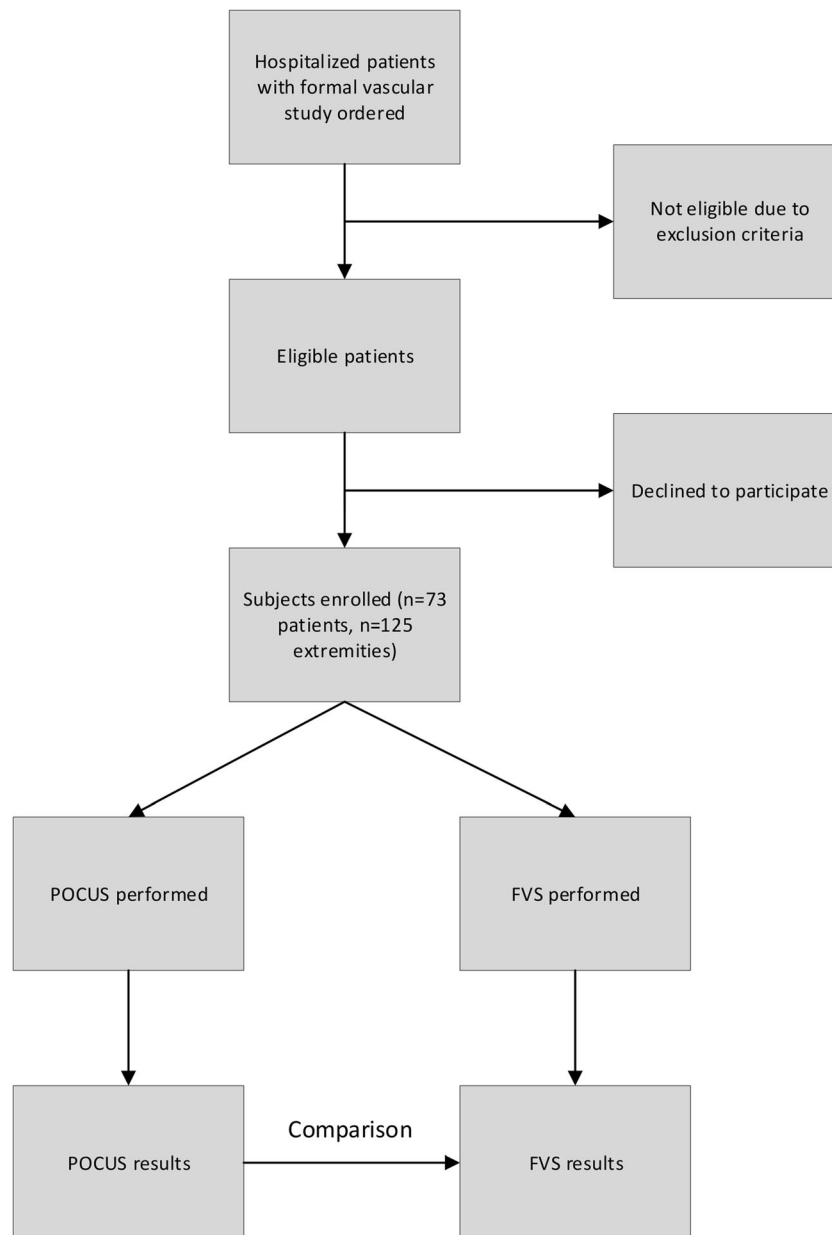 Hospitalized patients
with formal vascular
study ordered
Not eligible due to
exclusion criteria
Eligible patients
Declined to participate
Subjects enrolled (n=73
patients, n=125
extremities)
POCUS performed
FVS performed
POCUS results
Comparison
FVS results